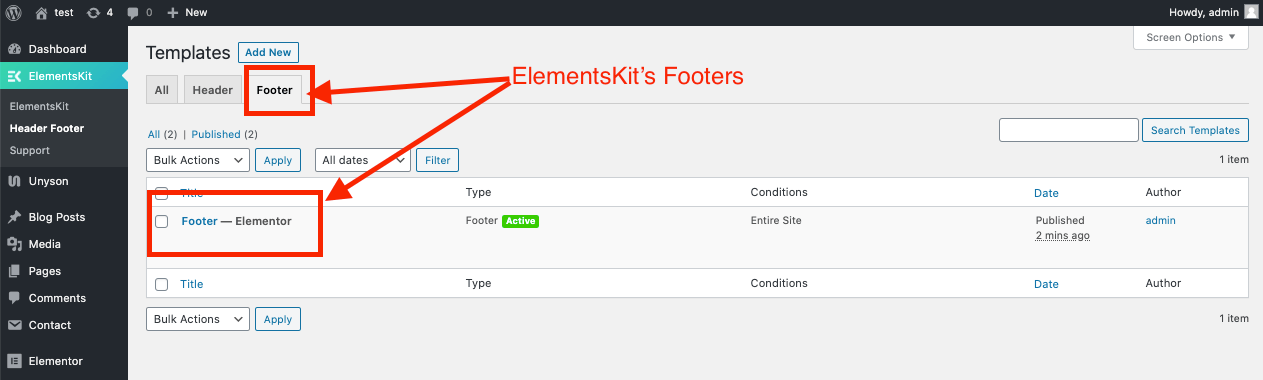 test 4 0 New Howdy, admin
Screen Options
Dashboard
ElementsKit
ElementsKit
Header Footer
Support
Unyson
Blog Posts
Media
Pages
Comments
Contact
Elementor
Templates Add New
All Header Footer
ElementsKit's Footers
All (2) | Published (2)
Search Templates
Bulk Actions Apply All dates Filter 1 item
Title Type Conditions Date Author
Footer — Elementor Footer Active Entire Site Published admin
2 mins ago
Title Type Conditions Date Author
Bulk Actions Apply 1 item